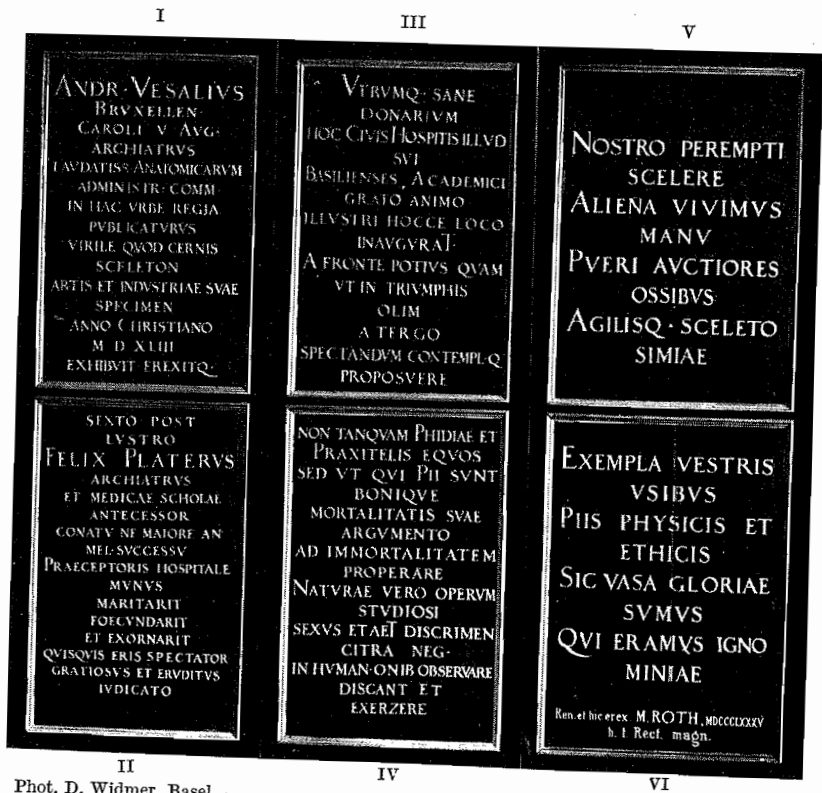 I
ANDR·VESALIVS
BRVXELLEN·
CAROLI V AVG·
ARCHIATRVS
LAVDATISS·ANATOMICARVM
ADMINISTR: COMM·
IN HAC VRBE REGIA
PVBLICATVRVS
VIRILE QVOD CERNIS
SCELETON
ARTIS ET INDVSTRIAE SVAE
SPECIMEN
ANNO CHRISTIANO
M D XLIII
EXHIBVIT EREXITQ
SEXTO POST
LVSTRO
FELIX PLATERVS
ARCHIATRVS
ET MEDICAE SCHOLAE
ANTECESSOR
CONATV NE MAIORE AN
MEL·SVCCESSV
PRAECEPTORIS HOSPITALE
MVNVS
MARITARIT
FOECVNDARIT
ET EXORNARIT
QVISQVIS ERIS SPECTATOR
GRATIOSVS ET ERVDITVS
IVDICATO
II
III
VTRVMQ· SANE
DONARIVM
HOC CIVIS HOSPITIS ILLVD
SVI
BASILIENSES, ACADEMICI
GRATO ANIMO
ILLVSTRI HOCCE LOCO
INAVGVRAT·
A FRONTE POTIVS QVAM
VT IN TRIVMPHIS
OLIM
A TERGO
SPECTANDVM CONTEMPL·Q
PROPOSVERE
NON TANQVAM PHIDIAE ET
PRAXITELIS EQVOS
SED VT QVI PII SVNT
BONIQVE
MORTALITATIS SVAE
ARGVMENTO
AD IMMORTALITATEM
PROPERARE
NATVRAE VERO OPERVM
STVDIOSI
SEXVS ET AET DISCRIMEN
CITRA NEG·
IN HVMAN·ONIB OBSERVARE
DISCANT ET
EXERZERE
IV
V
NOSTRO PEREMPTI
SCELERE
ALIENA VIVIMVS
MANV
PVERI AVCTIORES
OSSIBVS
AGILISQ·SCELETO
SIMIAE
EXEMPLA VESTRIS
VSIBVS
PIIS PHYSICIS ET
ETHICIS
SIC VASA GLORIAE
SVMVS
QVI ERAMVS IGNO
MINIAE
Ren. et hic erex. M. ROTH, MDCCCLXXXV
h. t. Rect. magn.
VI
Phot. D. Widmer, Basel.